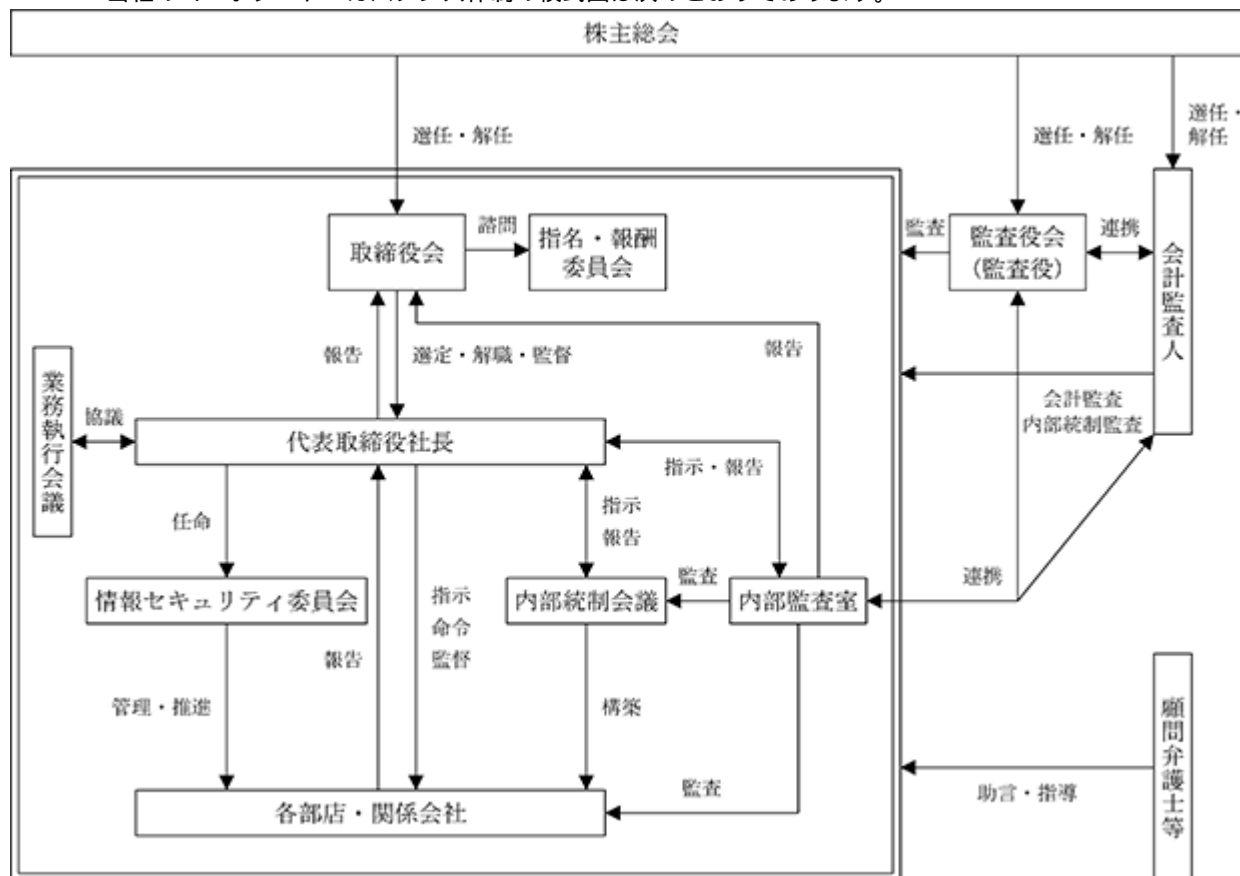 株主総会
選任・解任
選任・解任
選任・
解任
取締役会
諮問
指名・報酬
委員会
監査
監査役会
(監査役)
連携
会計監査人
報告
選定・解職・監督
報告
業務執行会議
協議
代表取締役社長
会計監査
内部統制監査
指示・報告
任命
指示
報告
情報セキュリティ委員会
指示
命令
監督
内部統制会議
監査
内部監査室
連携
報告
管理・推進
構築
顧問弁護士等
各部店・関係会社
監査
助言・指導